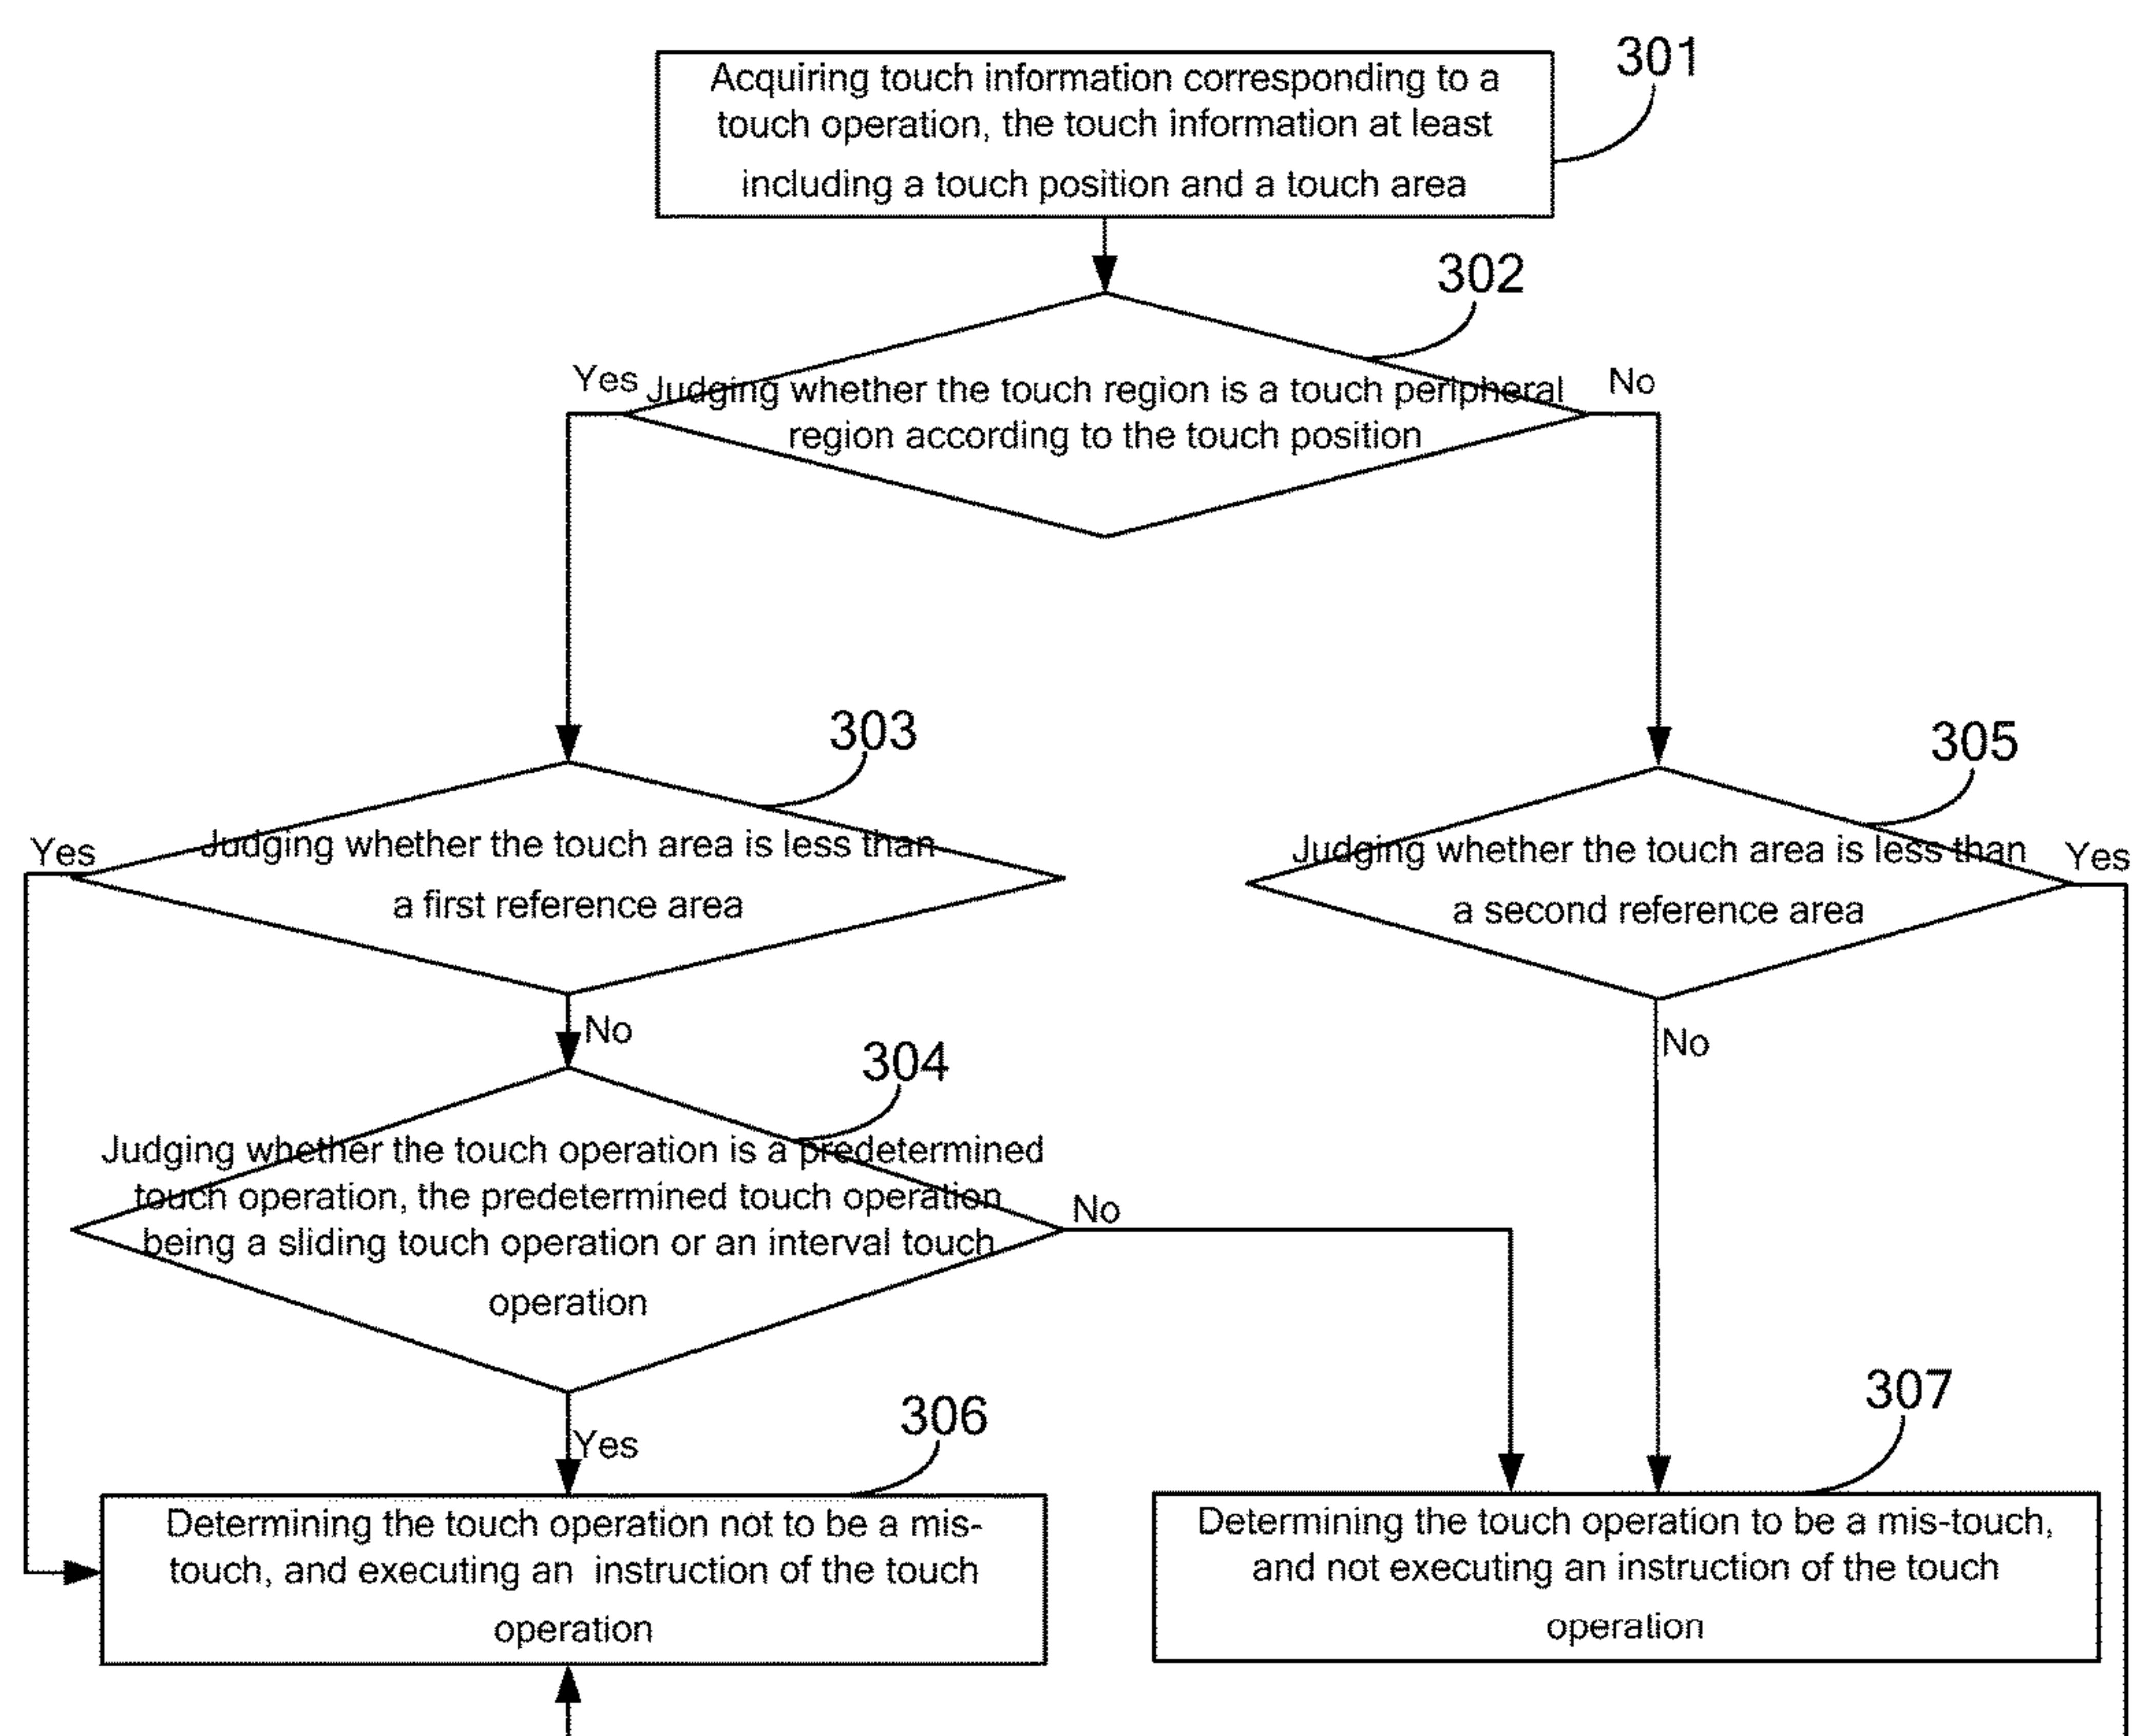 301
Acquiring touch information corresponding to a
touch operation, the touch information at least
including a touch position and a touch area
302
Yes
No
Judging whether the touch region is a touch peripheral
region according to the touch position
303
305
Yes
Judging whether the touch area is less than
a first reference area
Judging whether the touch area is less than
a second reference area
Yes
No
No
304
Judging whether the touch operation is a predetermined
touch operation, the predetermined touch operation
being a sliding touch operation or an interval touch
operation
No
Yes
306
307
Determining the touch operation not to be a mis-
touch, and executing an instruction of the touch
operation
Determining the touch operation to be a mis-touch,
and not executing an instruction of the touch
operation